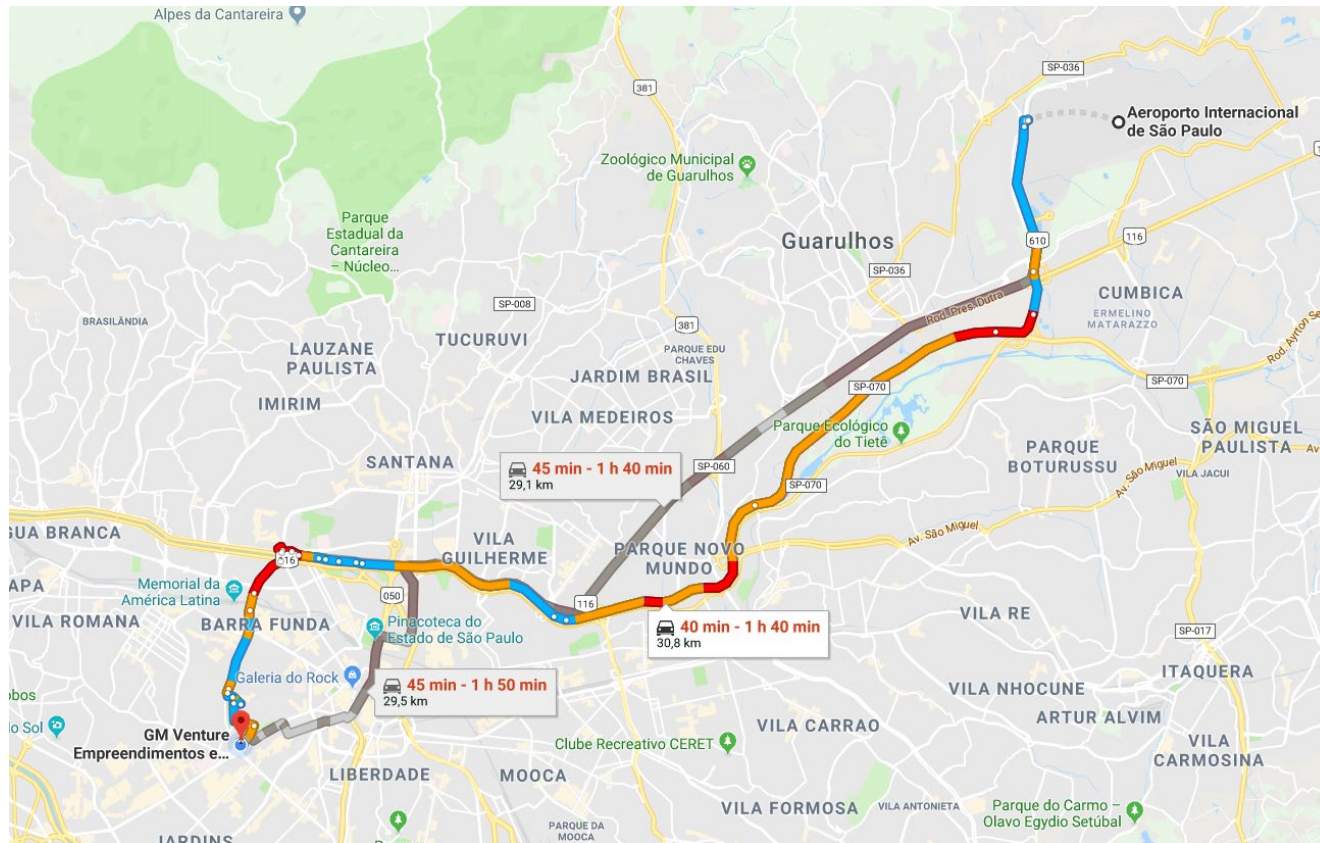 Alpes da Cantareira
SP-036
381
Aeroporto Internacional
de São Paulo
Zoológico Municipal
de Guarulhos
Parque
Estadual da
Cantareira
– Núcleo...
Guarulhos
610
116
SP-036
CUMBICA
SP-008
Rod. Pres. Dutra
ERMELINO
MATARAZZO
BRASILÂNDIA
381
TUCURUVI
PARQUE EDU
CHAVES
LAUZANE
PAULISTA
JARDIM BRASIL
SP-070
SP-070
IMIRIM
VILA MEDEIROS
Parque Ecológico
do Tietê
SÃO MIGUEL
PAULISTA
PARQUE
BOTURUSSU
SANTANA
45 min - 1 h 40 min
29,1 km
SP-060
Av. São Miguel
VILA JACUI
SP-070
GUA BRANCA
VILA
GUILHERME
PARQUE NOVO
MUNDO
Av. São Miguel
116
APA
Memorial da
América Latina
050
116
VILA RE
VILA ROMANA
BARRA FUNDA
Pinacoteca do
Estado de São Paulo
40 min - 1 h 40 min
30,8 km
SP-017
Galeria do Rock
45 min - 1 h 50 min
29,5 km
ITAQUERA
obos
VILA NHOCUNE
do Sol
GM Venture
Empreendimentos e...
VILA CARRAO
ARTUR ALVIM
Clube Recreativo CERET
VILA
CARMOSINA
LIBERDADE
MOOCA
VILA FORMOSA
VILA ANTONIETA
Parque do Carmo –
Olavo Egydio Setúbal
PARQUE DA
MOOCA
JARDINS